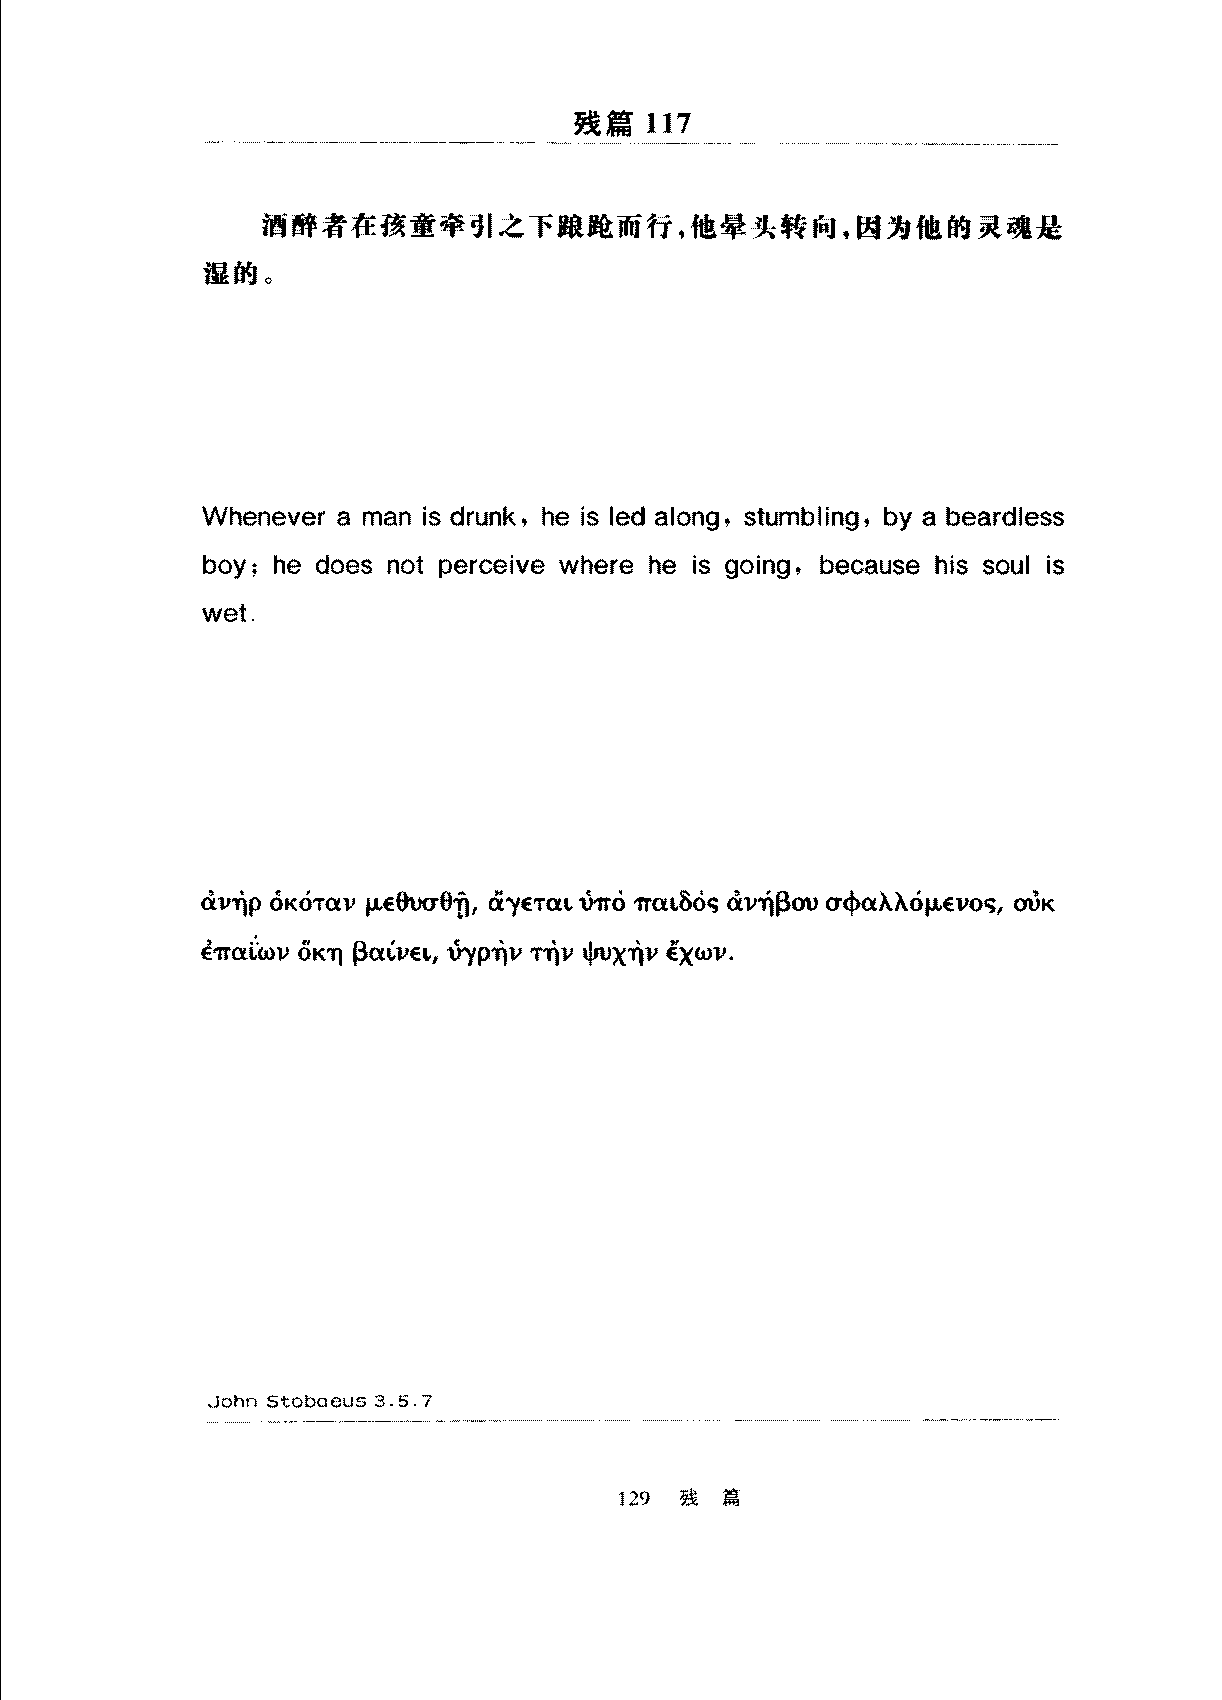 残篇 117
酒醉者在孩童牵引之下踉跄而行,他晕头转向,因为他的灵魂是
湿的。
Whenever a man is drunk, he is led along, stumbling, by a beardless
boy; he does not perceive where he is going, because his soul is
wet.
ἀνὴρ ὁκόταν μεθυσθῇ, ἄγεται ὑπὸ παιδὸς ἀνήβου σφαλλόμενος, οὐκ
ἐπαΐων ὅκη βαίνει, ὑγρὴν τὴν ψυχὴν ἔχων.
John Stobaeus 3.5.7
129 残 篇